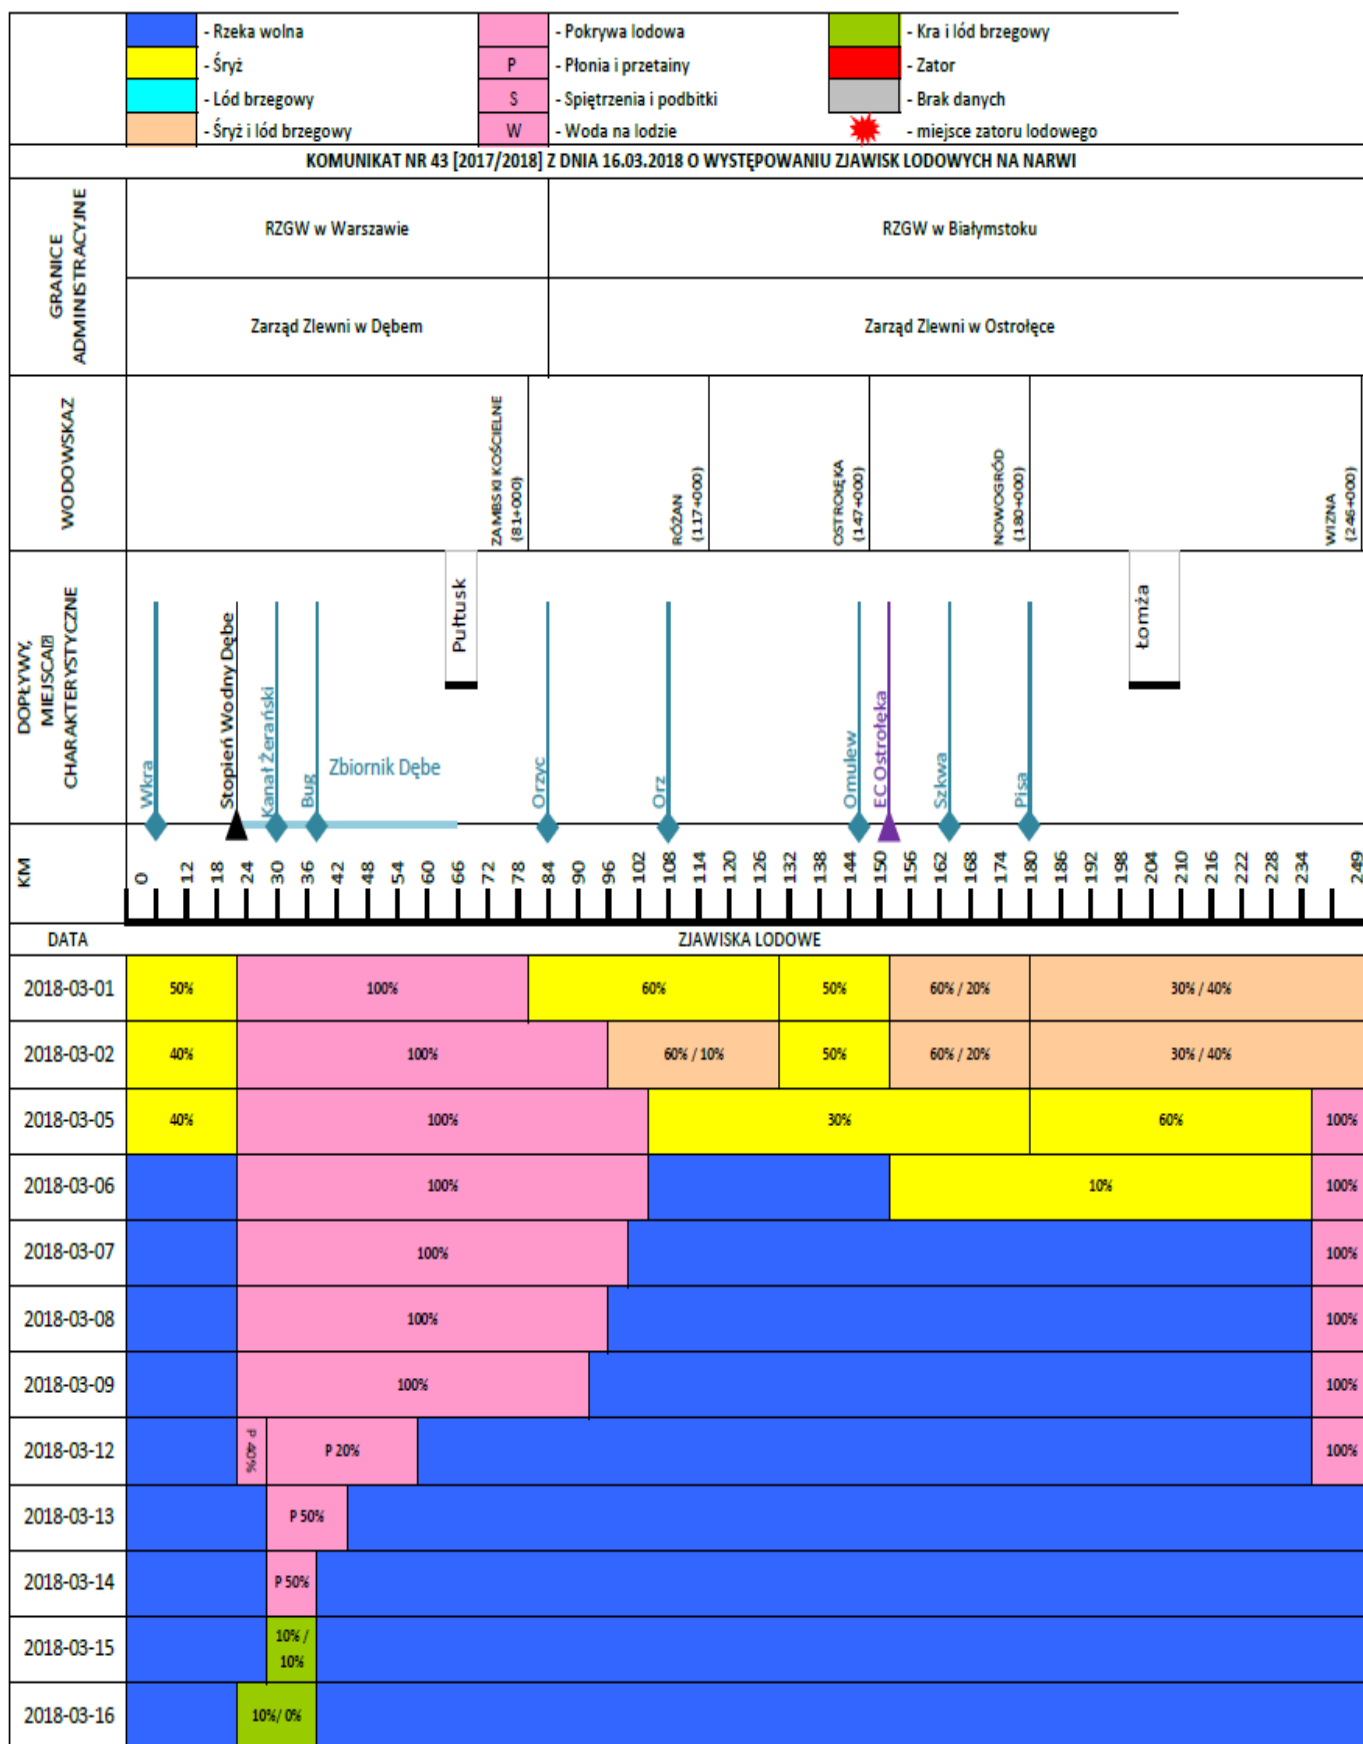 - Rzeka wolna
- Pokrywa lodowa
- Kra i lód brzegowy
- Śryż
P
- Płonia i przetainy
- Zator
- Lód brzegowy
S
- Spiętrzenia i podbitki
- Brak danych
- Śryż i lód brzegowy
W
- Woda na lodzie
- miejsce zatoru lodowego
KOMUNIKAT NR 43 [2017/2018] Z DNIA 16.03.2018 O WYSTĘPOWANIU ZJAWISK LODOWYCH NA NARWI
GRANICE
ADMINISTRACYJNE
RZGW w Warszawie
RZGW w Białymstoku
Zarząd Zlewni w Dębem
Zarząd Zlewni w Ostrołęce
WODOWSKAZ
ZAMBSKI KOŚCIELNE
(81+000)
RÓŻAN
(117+000)
OSTROŁĘKA
(147+000)
NOWOGRÓD
(180+000)
WIZNA
(246+000)
DOPŁYWY,
MIEJSCA
CHARAKTERYSTYCZNE
Wkra
Stopień Wodny Dębe
Kanał Żerański
Bug
Zbiornik Dębe
Pułtusk
Orzyc
Orz
Omulew
EC Ostrołęka
Szkwa
Pisa
Łomża
KM
0 12 18 24 30 36 42 48 54 60 66 72 78 84 90 96 102 108 114 120 126 132 138 144 150 156 162 168 174 180 186 192 198 204 210 216 222 228 234 249
DATA ZJAWISKA LODOWE
2018-03-01 50% 100% 60% 50% 60% / 20% 30% / 40%
2018-03-02 40% 100% 60% / 10% 50% 60% / 20% 30% / 40%
2018-03-05 40% 100% 30% 60% 100%
2018-03-06 100% 10% 100%
2018-03-07 100% 100%
2018-03-08 100% 100%
2018-03-09 100% 100%
2018-03-12 P 40% P 20% 100%
2018-03-13 P 50%
2018-03-14 P 50%
2018-03-15 10% /
10%
2018-03-16 10%/ 0%